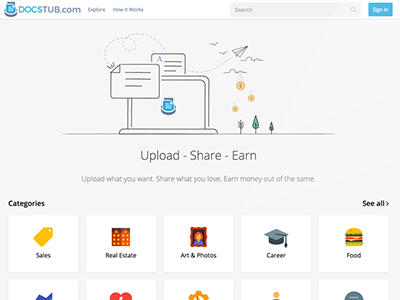 DOCSTUB.com Explore How It Works Search Sign in
A
Upload - Share - Earn
Upload what you want. Share what you love. Earn money out of the same.
Categories See all ›
Sales Real Estate Art & Photos Career Food